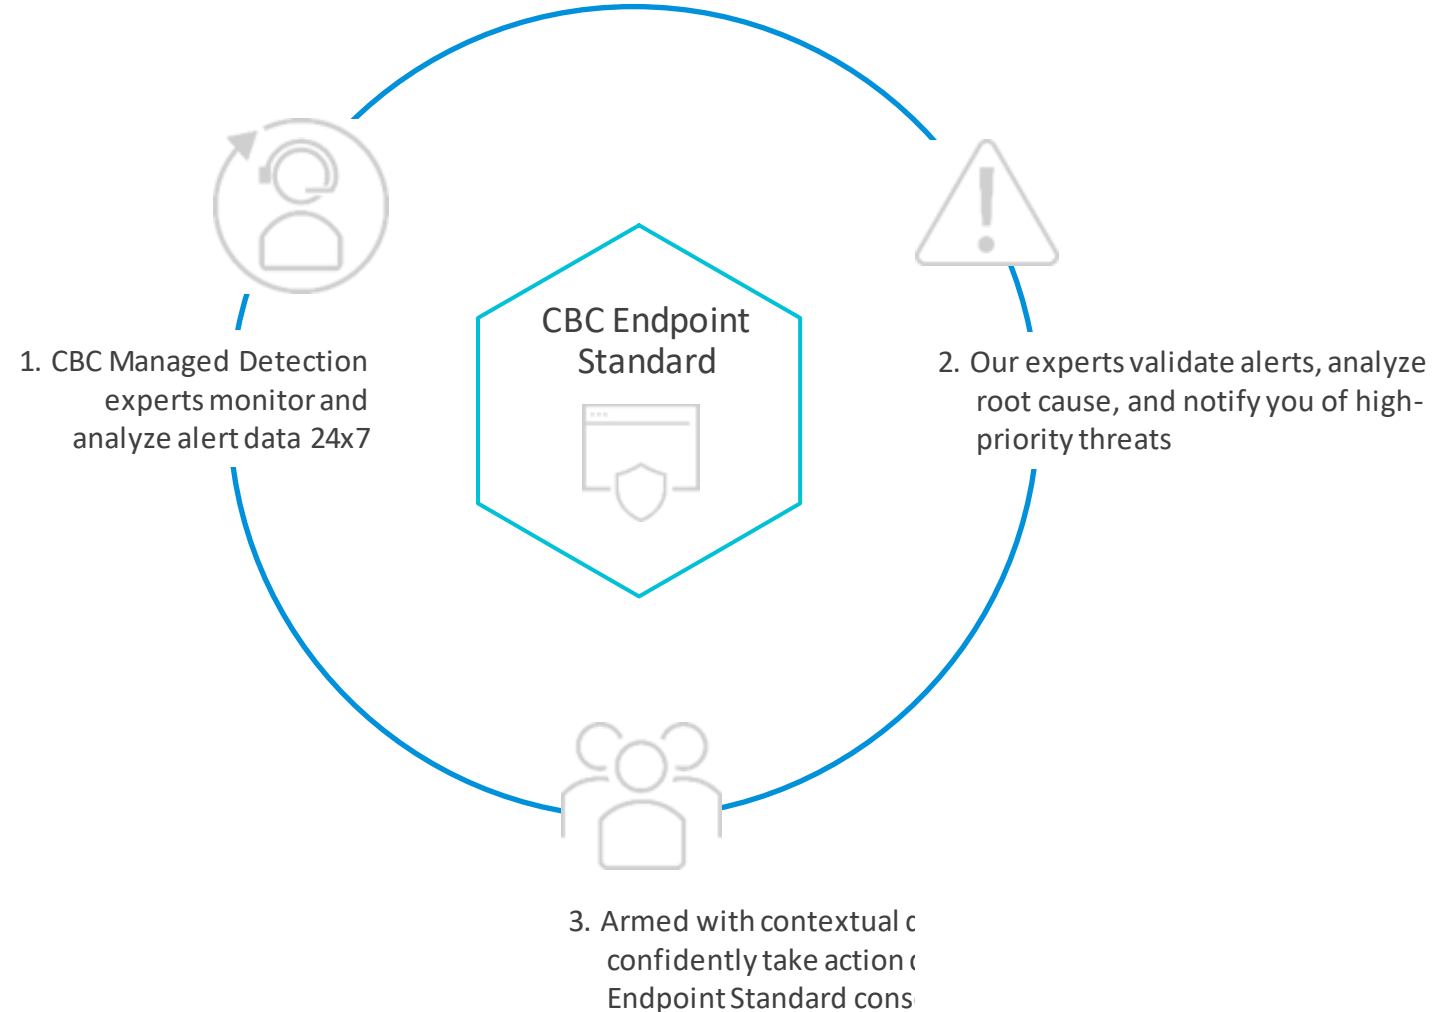 CBC Endpoint
Standard
1. CBC Managed Detection
experts monitor and
analyze alert data 24x7
2. Our experts validate alerts, analyze
root cause, and notify you of high-
priority threats
3. Armed with contextual
confidently take action
Endpoint Standard